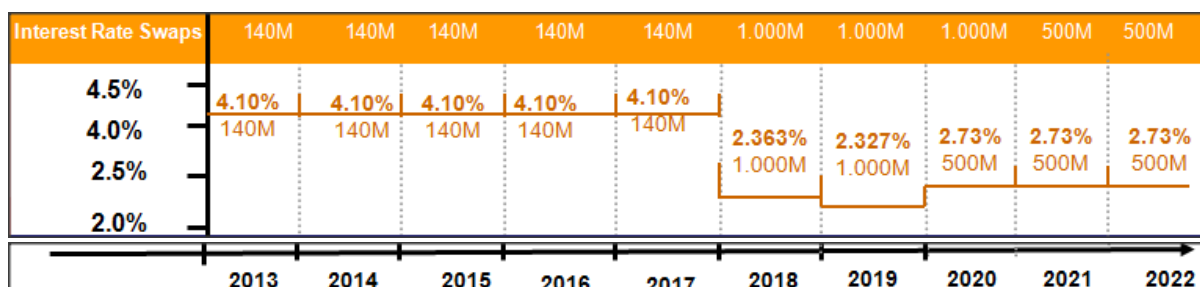 Interest Rate Swaps 140M 140M 140M 140M 140M 1.000M 1.000M 1.000M 500M 500M
4.5%
4.10% 4.10% 4.10% 4.10% 4.10%
4.0% 140M 140M 140M 140M 140M
2.363% 2.327% 2.73% 2.73% 2.73%
2.5% 1.000M 1.000M 500M 500M 500M
2.0%
2013 2014 2015 2016 2017 2018 2019 2020 2021 2022